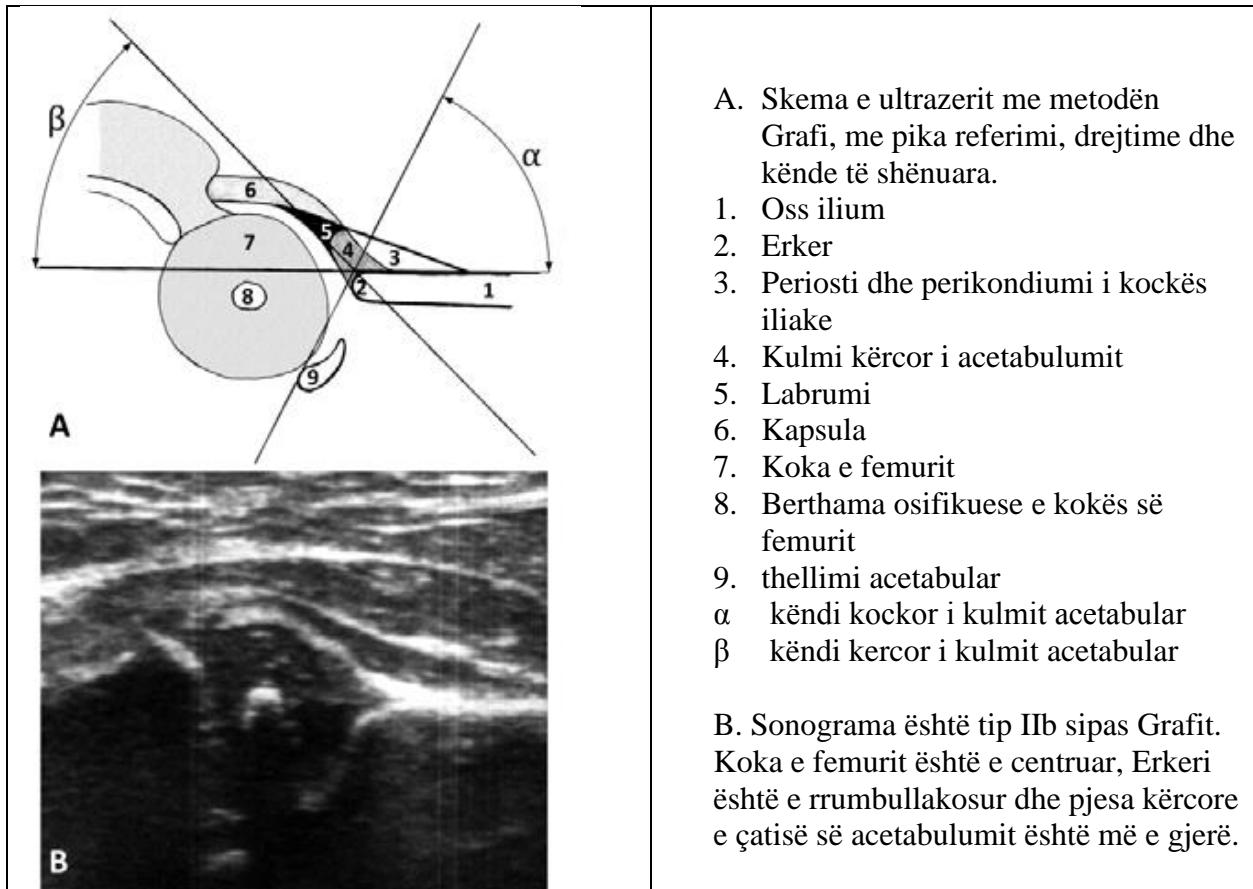 β
α
6
5
7
4
3
2
1
8
9
A
B
A. Skema e ultrazerit me metodën
Grafi, me pika referimi, drejtime dhe
kënde të shënuara.
1. Oss ilium
2. Erker
3. Periosti dhe perikondiumi i kockës
iliake
4. Kulmi kërcor i acetabulumit
5. Labrumi
6. Kapsula
7. Koka e femurit
8. Berthama osifikuese e kokës së
femurit
9. thellimi acetabular
α këndi kockor i kulmit acetabular
β këndi kercor i kulmit acetabular
B. Sonograma është tip IIb sipas Grafit.
Koka e femurit është e centruar, Erkeri
është e rrumbullakosur dhe pjesa kërcore
e çatisë së acetabulumit është më e gjerë.